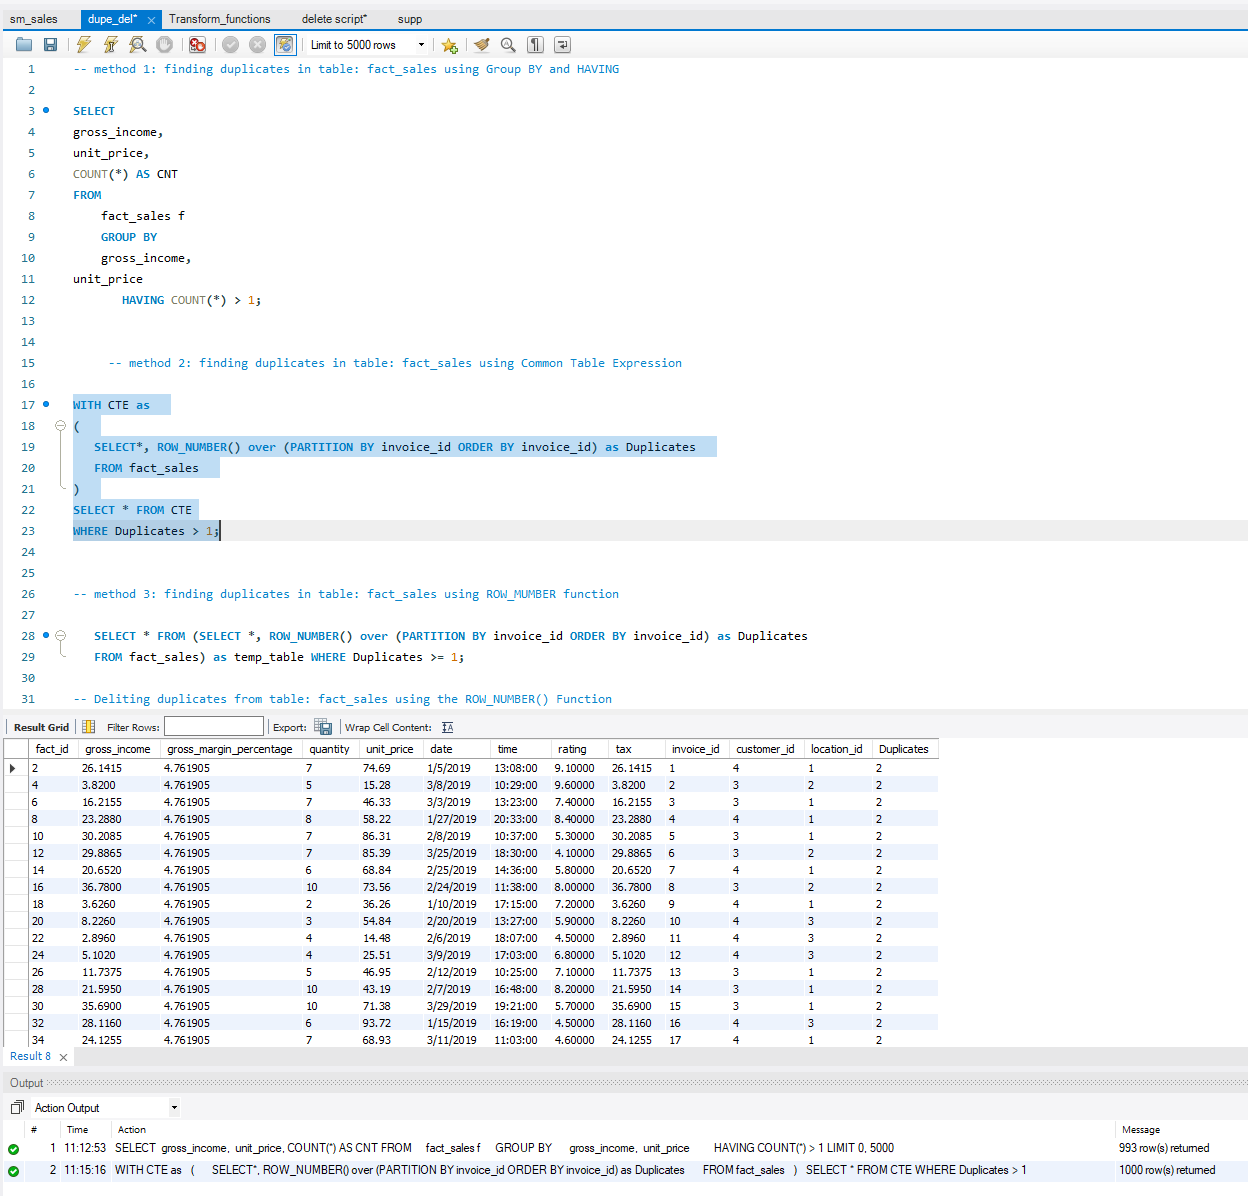 sm_sales dupe_del* × Transform_functions delete script* supp
Limit to 5000 rows
1 -- method 1: finding duplicates in table: fact_sales using Group BY and HAVING
2
3 SELECT
4 gross_income,
5 unit_price,
6 COUNT(*) AS CNT
7 FROM
8 fact_sales f
9 GROUP BY
10 gross_income,
11 unit_price
12 HAVING COUNT(*) > 1;
13
14
15 -- method 2: finding duplicates in table: fact_sales using Common Table Expression
16
17 WITH CTE as
18 (
19 SELECT*, ROW_NUMBER() over (PARTITION BY invoice_id ORDER BY invoice_id) as Duplicates
20 FROM fact_sales
21 )
22 SELECT * FROM CTE
23 WHERE Duplicates > 1;
24
25
26 -- method 3: finding duplicates in table: fact_sales using ROW_MUMBER function
27
28 SELECT * FROM (SELECT *, ROW_NUMBER() over (PARTITION BY invoice_id ORDER BY invoice_id) as Duplicates
29 FROM fact_sales) as temp_table WHERE Duplicates >= 1;
30
31 -- Deliting duplicates from table: fact_sales using the ROW_NUMBER() Function
Result Grid Filter Rows: Export: Wrap Cell Content:
fact_id gross_income gross_margin_percentage quantity unit_price date time rating tax invoice_id customer_id location_id Duplicates
2 26.1415 4.761905 7 74.69 1/5/2019 13:08:00 9.10000 26.1415 1 4 1 2
4 3.8200 4.761905 5 15.28 3/8/2019 10:29:00 9.60000 3.8200 2 3 2 2
6 16.2155 4.761905 7 46.33 3/3/2019 13:23:00 7.40000 16.2155 3 3 1 2
8 23.2880 4.761905 8 58.22 1/27/2019 20:33:00 8.40000 23.2880 4 4 1 2
10 30.2085 4.761905 7 86.31 2/8/2019 10:37:00 5.30000 30.2085 5 3 1 2
12 29.8865 4.761905 7 85.39 3/25/2019 18:30:00 4.10000 29.8865 6 3 2 2
14 20.6520 4.761905 6 68.84 2/25/2019 14:36:00 5.80000 20.6520 7 4 1 2
16 36.7800 4.761905 10 73.56 2/24/2019 11:38:00 8.00000 36.7800 8 3 2 2
18 3.6260 4.761905 2 36.26 1/10/2019 17:15:00 7.20000 3.6260 9 4 1 2
20 8.2260 4.761905 3 54.84 2/20/2019 13:27:00 5.90000 8.2260 10 4 3 2
22 2.8960 4.761905 4 14.48 2/6/2019 18:07:00 4.50000 2.8960 11 4 3 2
24 5.1020 4.761905 4 25.51 3/9/2019 17:03:00 6.80000 5.1020 12 4 3 2
26 11.7375 4.761905 5 46.95 2/12/2019 10:25:00 7.10000 11.7375 13 3 1 2
28 21.5950 4.761905 10 43.19 2/7/2019 16:48:00 8.20000 21.5950 14 3 1 2
30 35.6900 4.761905 10 71.38 3/29/2019 19:21:00 5.70000 35.6900 15 3 1 2
32 28.1160 4.761905 6 93.72 1/15/2019 16:19:00 4.50000 28.1160 16 4 3 2
34 24.1255 4.761905 7 68.93 3/11/2019 11:03:00 4.60000 24.1255 17 4 1 2
Result 8 ×
Output
Action Output
# Time Action Message
1 11:12:53 SELECT gross_income, unit_price, COUNT(*) AS CNT FROM fact_sales f GROUP BY gross_income, unit_price HAVING COUNT(*) > 1 LIMIT 0, 5000 993 row(s) returned
2 11:15:16 WITH CTE as ( SELECT*, ROW_NUMBER() over (PARTITION BY invoice_id ORDER BY invoice_id) as Duplicates FROM fact_sales ) SELECT * FROM CTE WHERE Duplicates > 1 1000 row(s) returned